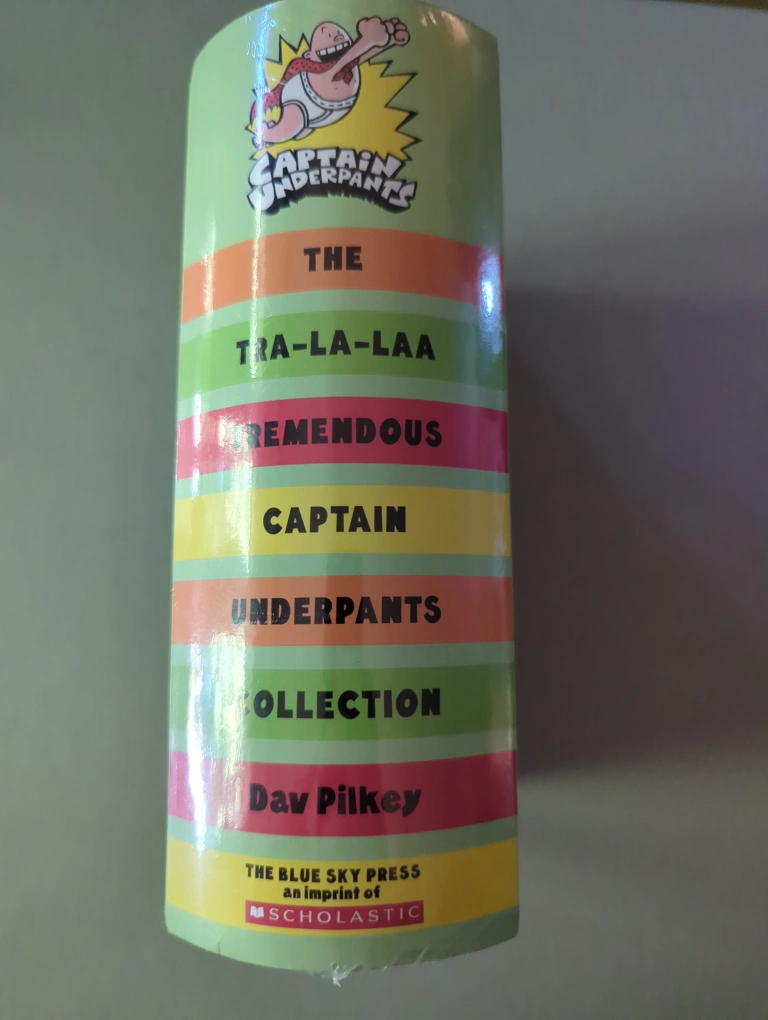 CAPTAIN
UNDERPANTS
THE
TRA-LA-LAA
TREMENDOUS
CAPTAIN
UNDERPANTS
COLLECTION
Dav Pilkey
THE BLUE SKY PRESS
an imprint of
SCHOLASTIC